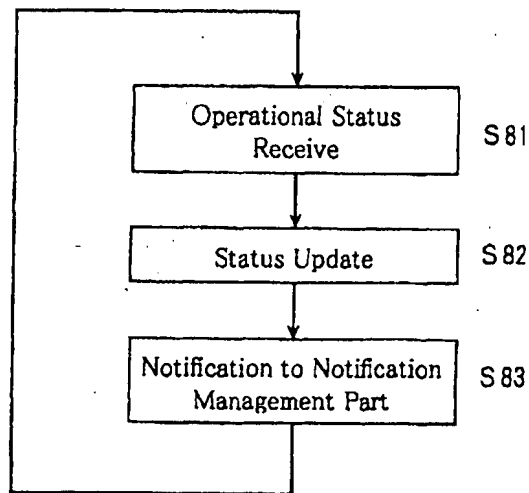 Operational Status
Receive
S81
Status Update
S82
Notification to Notification
Management Part
S83